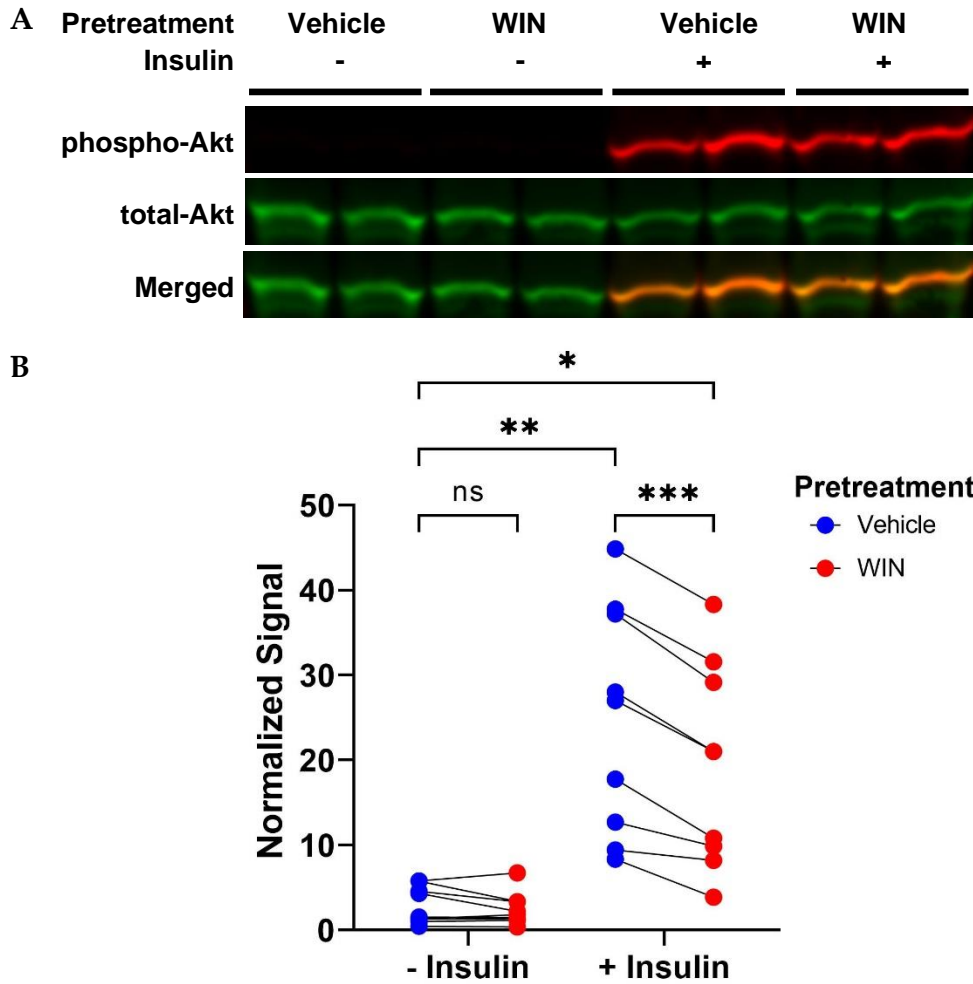 A Pretreatment Vehicle WIN Vehicle WIN
Insulin - - + +
phospho-Akt
total-Akt
Merged
B
*
**
ns ***
Pretreatment
Vehicle
WIN
50
40
30
20
10
0
Normalized Signal
- Insulin + Insulin